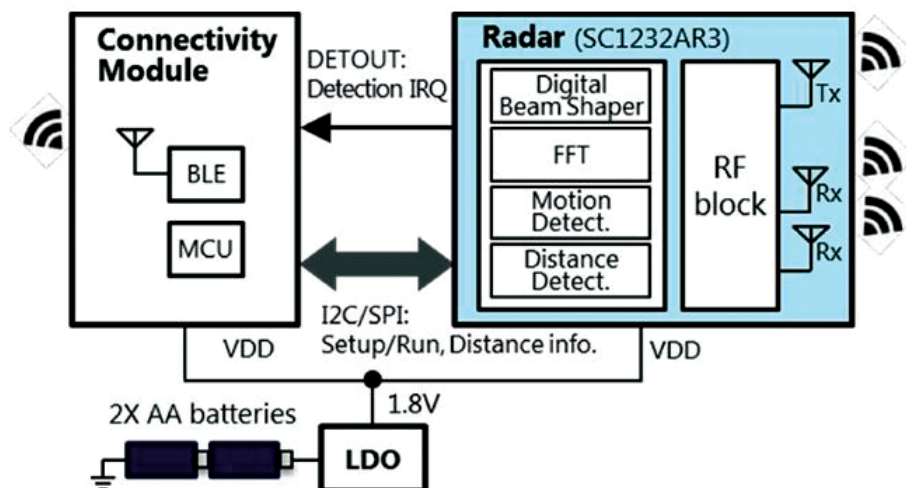 Connectivity
Module
BLE
MCU
DETOUT:
Detection IRQ
I2C/SPI:
Setup/Run, Distance info.
Radar (SC1232AR3)
Digital
Beam Shaper
FFT
Motion
Detect.
Distance
Detect.
RF
block
Tx
Rx
Rx
VDD
VDD
1.8V
2X AA batteries
LDO